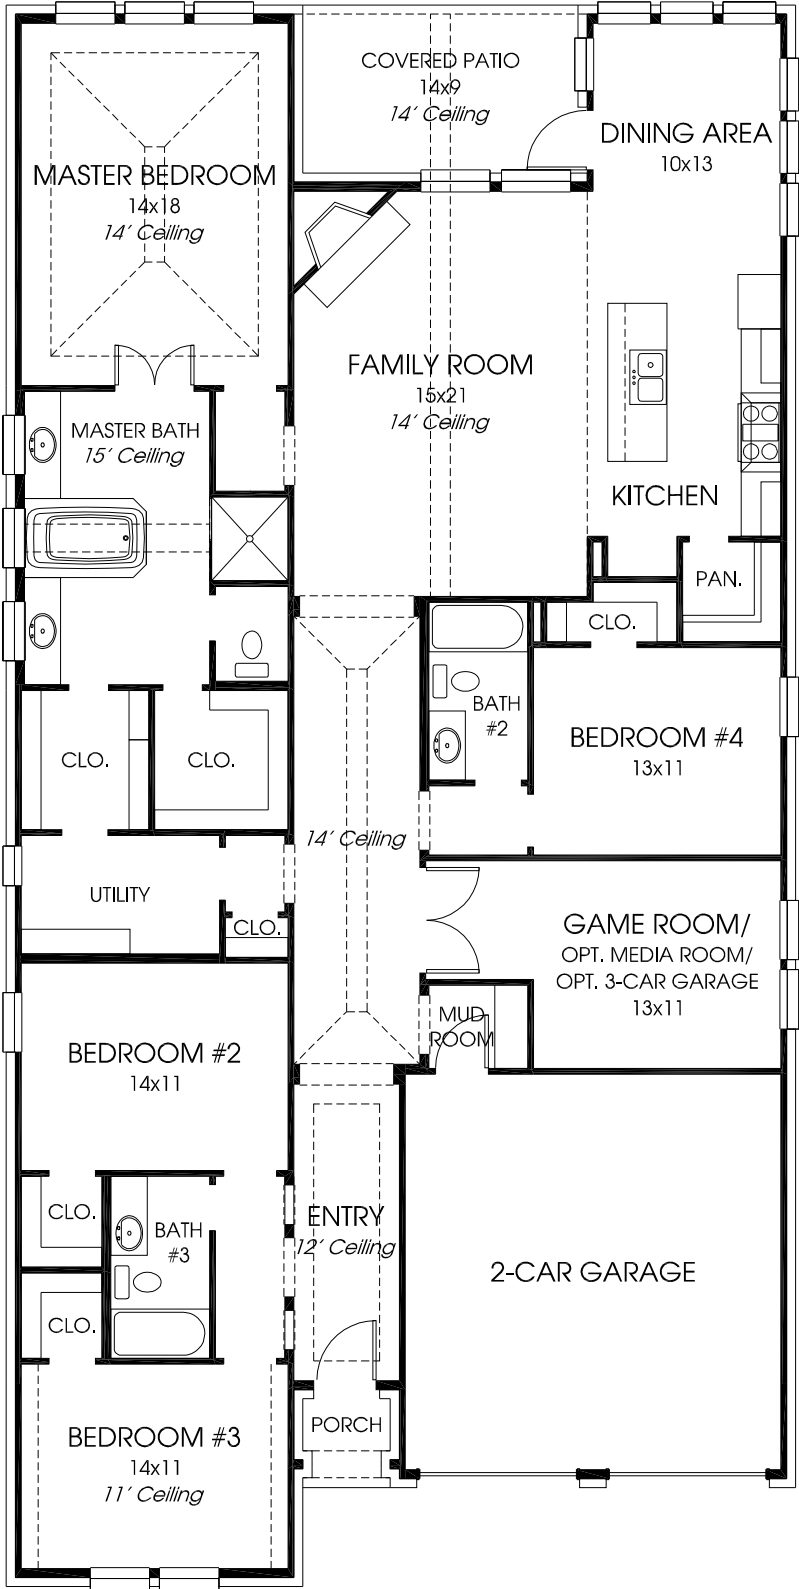 COVERED PATIO
14x9
14' Ceiling
DINING AREA
10x13
MASTER BEDROOM
14x18
14' Ceiling
FAMILY ROOM
15x21
14' Ceiling
MASTER BATH
15' Ceiling
KITCHEN
PAN.
CLO.
BATH
#2
BEDROOM #4
13x11
CLO.
CLO.
14' Ceiling
UTILITY
CLO.
GAME ROOM/
OPT. MEDIA ROOM/
OPT. 3-CAR GARAGE
13x11
MUD
ROOM
BEDROOM #2
14x11
CLO.
BATH
#3
ENTRY
12' Ceiling
2-CAR GARAGE
CLO.
PORCH
BEDROOM #3
14x11
11' Ceiling